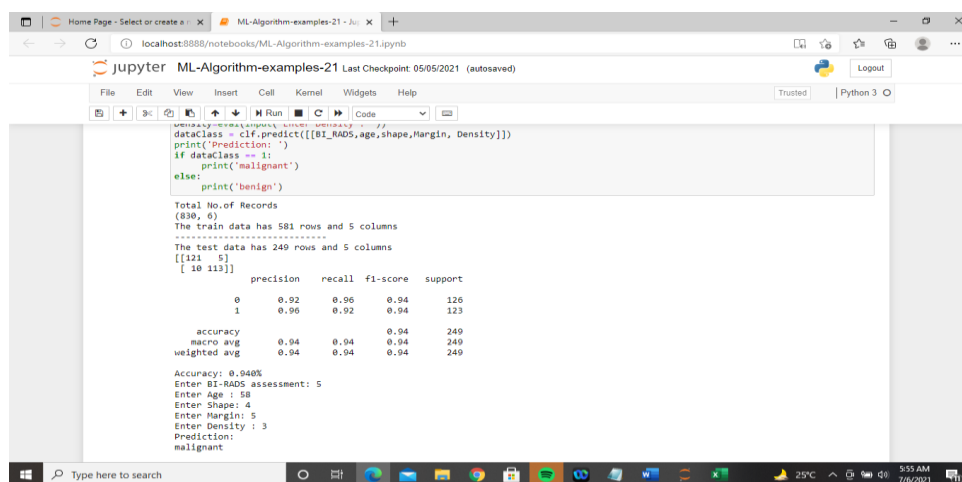 Home Page - Select or create a n
ML-Algorithm-examples-21 - Ju
localhost:8888/notebooks/ML-Algorithm-examples-21.ipynb
jupyter ML-Algorithm-examples-21 Last Checkpoint: 05/05/2021 (autosaved)
Logout
File Edit View Insert Cell Kernel Widgets Help
Trusted Python 3
Run Code
Density=eval(input('Enter Density : '))
dataClass = clf.predict([[BI_RADS,age,shape,Margin, Density]])
print('Prediction: ')
if dataClass == 1:
print('malignant')
else:
print('benign')
Total No.of Records
(830, 6)
The train data has 581 rows and 5 columns
----------------------------
The test data has 249 rows and 5 columns
[[121 5]
[ 10 113]]
precision recall f1-score support
0 0.92 0.96 0.94 126
1 0.96 0.92 0.94 123
accuracy 0.94 249
macro avg 0.94 0.94 0.94 249
weighted avg 0.94 0.94 0.94 249
Accuracy: 0.940%
Enter BI-RADS assessment: 5
Enter Age : 58
Enter Shape: 4
Enter Margin: 5
Enter Density : 3
Prediction:
malignant
Type here to search
25°C
5:55 AM
7/6/2021